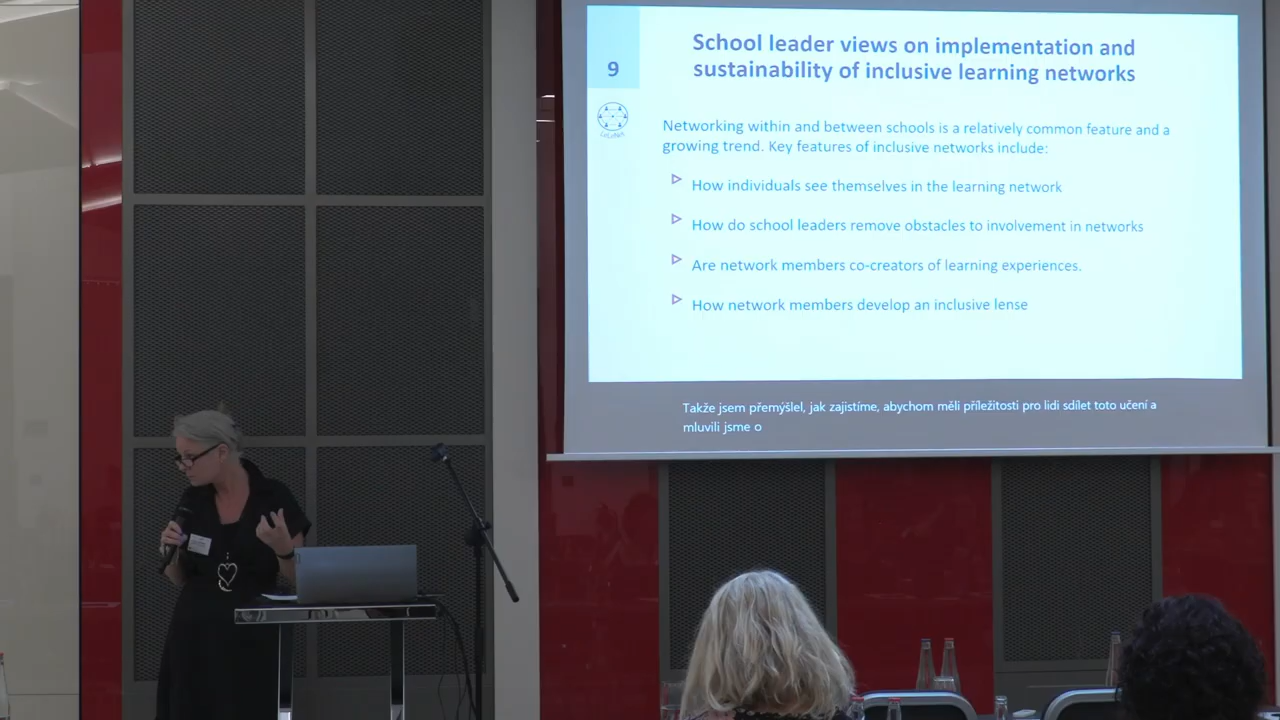 School leader views on implementation and
sustainability of inclusive learning networks
9
Networking within and between schools is a relatively common feature and a
growing trend. Key features of inclusive networks include:
How individuals see themselves in the learning network
How do school leaders remove obstacles to involvement in networks
Are network members co-creators of learning experiences.
How network members develop an inclusive lense
Takže jsem přemýšlel, jak zajistíme, abychom měli příležitosti pro lidi sdílet toto učení a
mluvili jsme o